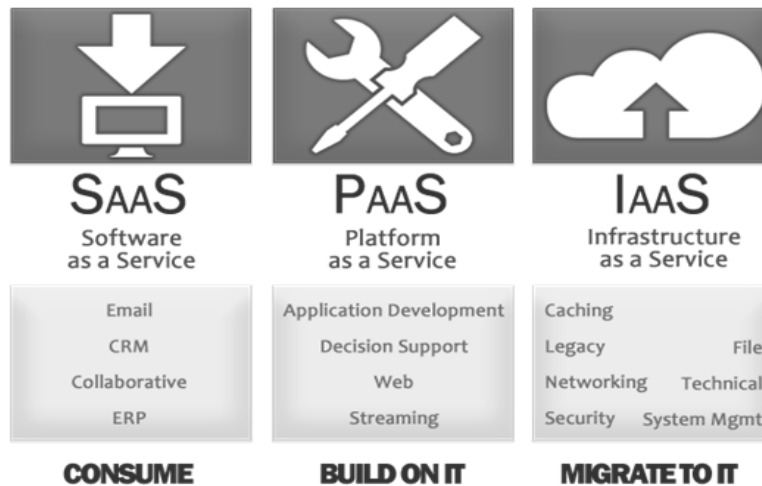 SAAS
Software
as a Service
Email
CRM
Collaborative
ERP
CONSUME
PAAS
Platform
as a Service
Application Development
Decision Support
Web
Streaming
BUILD ON IT
IAAS
Infrastructure
as a Service
Caching
Legacy File
Networking Technical
Security System Mgmt
MIGRATE TO IT